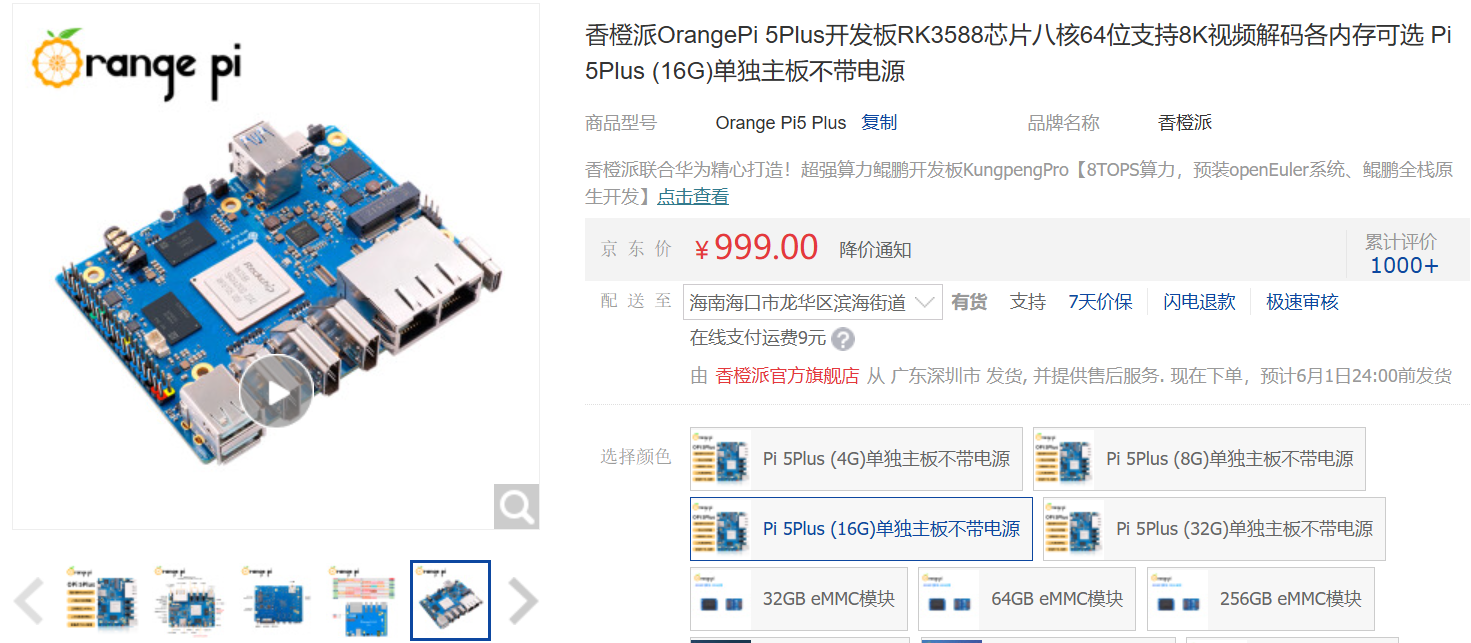 Orange pi
香橙派OrangePi 5Plus开发板RK3588芯片八核64位支持8K视频解码各内存可选 Pi
5Plus (16G)单独主板不带电源
商品型号 Orange Pi5 Plus 复制 品牌名称 香橙派
香橙派联合华为精心打造！超强算力鲲鹏开发板KungpengPro【8TOPS算力，预装openEuler系统、鲲鹏全栈原
生开发】点击查看
京东价 ￥999.00 降价通知 累计评价
1000+
配送至 海南海口市龙华区滨海街道 有货 支持 7天价保 闪电退款 极速审核
在线支付运费9元 ?
由 香橙派官方旗舰店 从 广东深圳市 发货, 并提供售后服务. 现在下单，预计6月1日24:00前发货
选择颜色 Pi 5Plus (4G)单独主板不带电源 Pi 5Plus (8G)单独主板不带电源
Pi 5Plus (16G)单独主板不带电源 Pi 5Plus (32G)单独主板不带电源
32GB eMMC模块 64GB eMMC模块 256GB eMMC模块